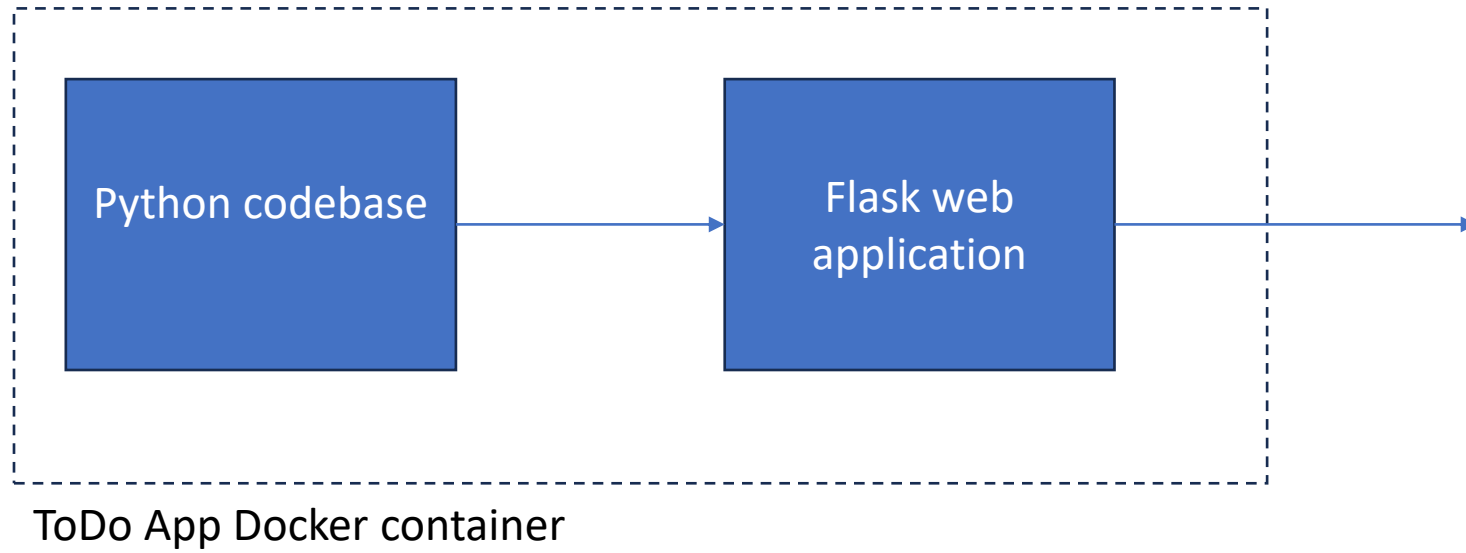 Python codebase
Flask web
application
ToDo App Docker container